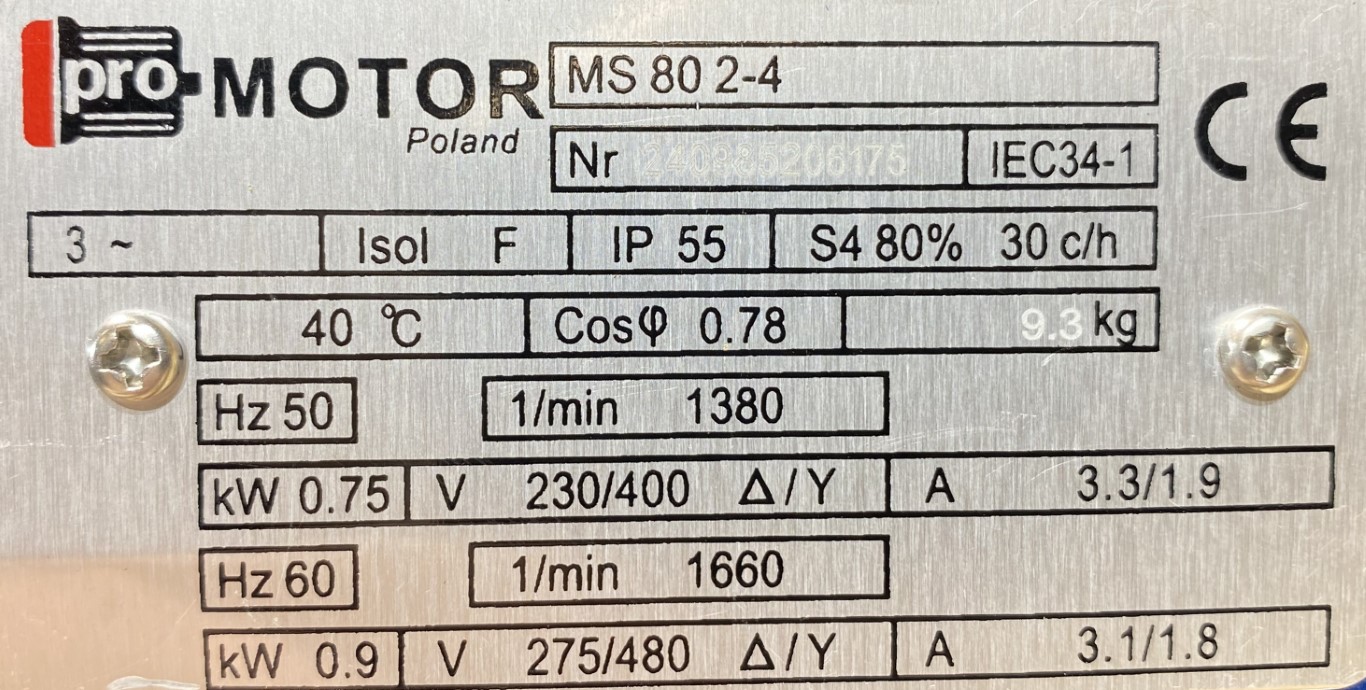 pro MOTOR MS 80 2-4
Poland
Nr IEC34-1
CE
3 ~ Isol F IP 55 S4 80% 30 c/h
40 °C Cosφ 0.78 9.3 kg
Hz 50 1/min 1380
kW 0.75 V 230/400 Δ/Y A 3.3/1.9
Hz 60 1/min 1660
kW 0.9 V 275/480 Δ/Y A 3.1/1.8